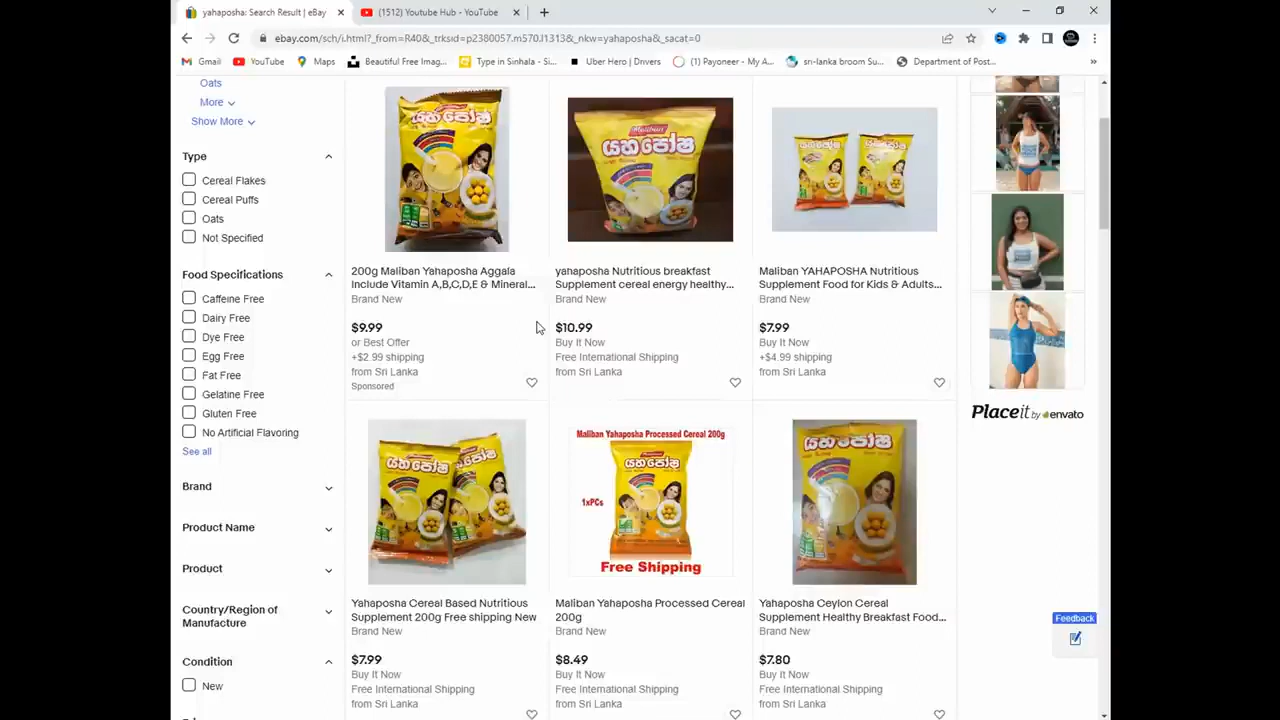 yahaposha: Search Result | eBay
(1512) Youtube Hub - YouTube
ebay.com/sch/i.html?_from=R40&_trksid=p2380057.m570.l1313&_nkw=yahaposha&_sacat=0
Gmail
YouTube
Maps
Beautiful Free Imag...
Type in Sinhala - Si...
Uber Hero | Drivers
(1) Payoneer - My A...
sri-lanka broom Su...
Department of Post...
Oats
More
Show More
Type
Cereal Flakes
Cereal Puffs
Oats
Not Specified
Food Specifications
Caffeine Free
Dairy Free
Dye Free
Egg Free
Fat Free
Gelatine Free
Gluten Free
No Artificial Flavoring
See all
Brand
Product Name
Product
Country/Region of
Manufacture
Condition
New
යහපෝෂ
200g Maliban Yahaposha Aggala
Include Vitamin A,B,C,D,E & Mineral...
Brand New
$9.99
or Best Offer
+$2.99 shipping
from Sri Lanka
Sponsored
Maliban
යහපෝෂ
yahaposha Nutritious breakfast
Supplement cereal energy healthy...
Brand New
$10.99
Buy It Now
Free International Shipping
from Sri Lanka
යහපෝෂ
යහපෝෂ
Maliban YAHAPOSHA Nutritious
Supplement Food for Kids & Adults...
Brand New
$7.99
Buy It Now
+$4.99 shipping
from Sri Lanka
යහපෝෂ
යහපෝෂ
Yahaposha Cereal Based Nutritious
Supplement 200g Free shipping New
Brand New
$7.99
Buy It Now
Free International Shipping
from Sri Lanka
Maliban Yahaposha Processed Cereal 200g
යහපෝෂ
1xPCs
Free Shipping
Maliban Yahaposha Processed Cereal
200g
Brand New
$8.49
Buy It Now
Free International Shipping
from Sri Lanka
යහපෝෂ
Yahaposha Ceylon Cereal
Supplement Healthy Breakfast Food...
Brand New
$7.80
Buy It Now
Free International Shipping
from Sri Lanka
Placeit by envato
Feedback